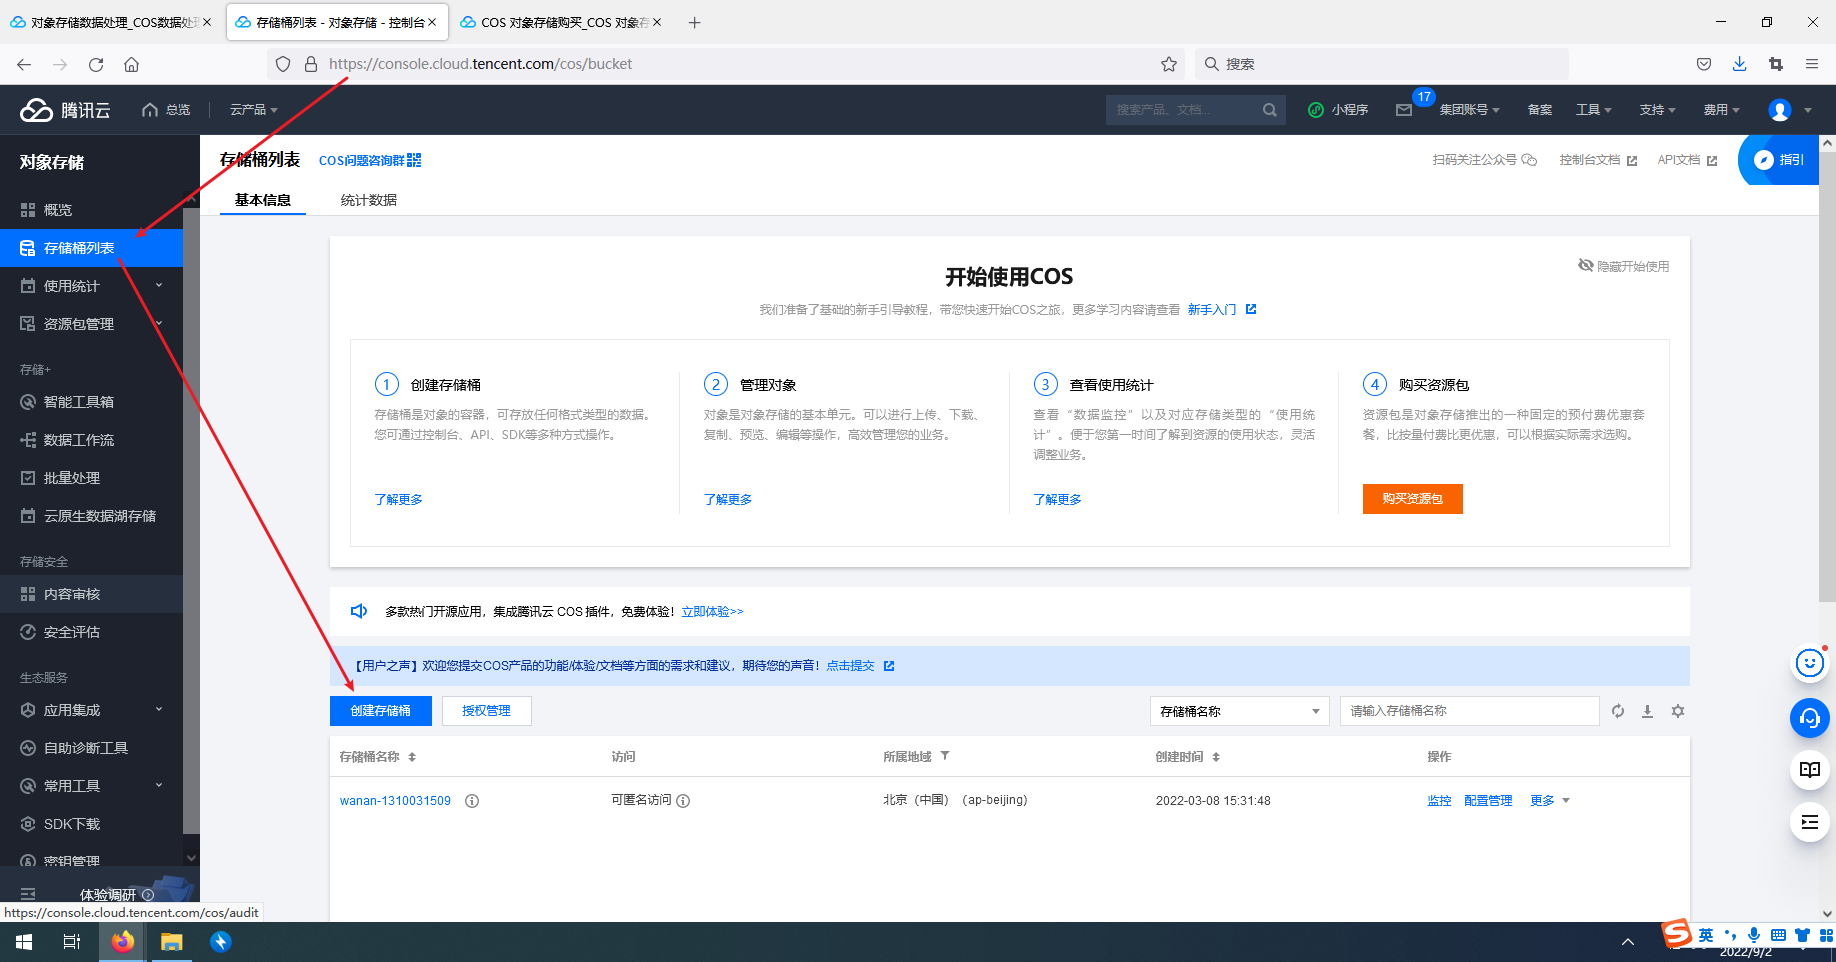 对象存储数据处理_COS数据处理
存储桶列表 - 对象存储 - 控制台
COS 对象存储购买_COS 对象存
https://console.cloud.tencent.com/cos/bucket
搜索
腾讯云
总览
云产品
搜索产品、文档...
小程序
17
集团账号
备案
工具
支持
费用
对象存储
概览
存储桶列表
使用统计
资源包管理
存储+
智能工具箱
数据工作流
批量处理
云原生数据湖存储
存储安全
内容审核
安全评估
生态服务
应用集成
自助诊断工具
常用工具
SDK下载
密钥管理
体验调研
https://console.cloud.tencent.com/cos/audit
存储桶列表
COS问题咨询群
扫码关注公众号
控制台文档
API文档
指引
基本信息
统计数据
开始使用COS
隐藏开始使用
我们准备了基础的新手引导教程，带您快速开始COS之旅，更多学习内容请查看 新手入门
1 创建存储桶
存储桶是对象的容器，可存放任何格式类型的数据。
您可通过控制台、API、SDK等多种方式操作。
了解更多
2 管理对象
对象是对象存储的基本单元。可以进行上传、下载、
复制、预览、编辑等操作，高效管理您的业务。
了解更多
3 查看使用统计
查看“数据监控”以及对应存储类型的“使用统
计”。便于您第一时间了解到资源的使用状态，灵活
调整业务。
了解更多
4 购买资源包
资源包是对象存储推出的一种固定的预付费优惠套
餐，比按量付费比更优惠，可以根据实际需求选购。
购买资源包
多款热门开源应用，集成腾讯云 COS 插件，免费体验！立即体验>>
【用户之声】欢迎您提交COS产品的功能/体验/文档等方面的需求和建议，期待您的声音！点击提交
创建存储桶
授权管理
存储桶名称
请输入存储桶名称
存储桶名称
访问
所属地域
创建时间
操作
wanan-1310031509
可匿名访问
北京（中国）（ap-beijing）
2022-03-08 15:31:48
监控
配置管理
更多
英
2022/9/2